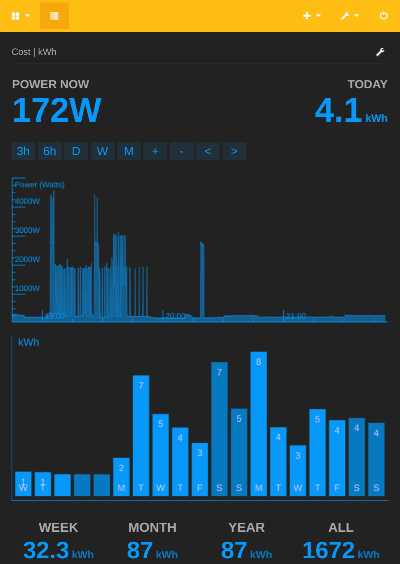 Cost | kWh
POWER NOW TODAY
172W 4.1 kWh
3h 6h D W M + - < >
Power (Watts)
4000W
3000W
2000W
1000W
19:00 20:00 21:00
kWh
1 1 2 7 5 4 3 7 5 8 4 3 5 4 4 4
W T M T W T F S S M T W T F S S
WEEK MONTH YEAR ALL
32.3 kWh 87 kWh 87 kWh 1672 kWh